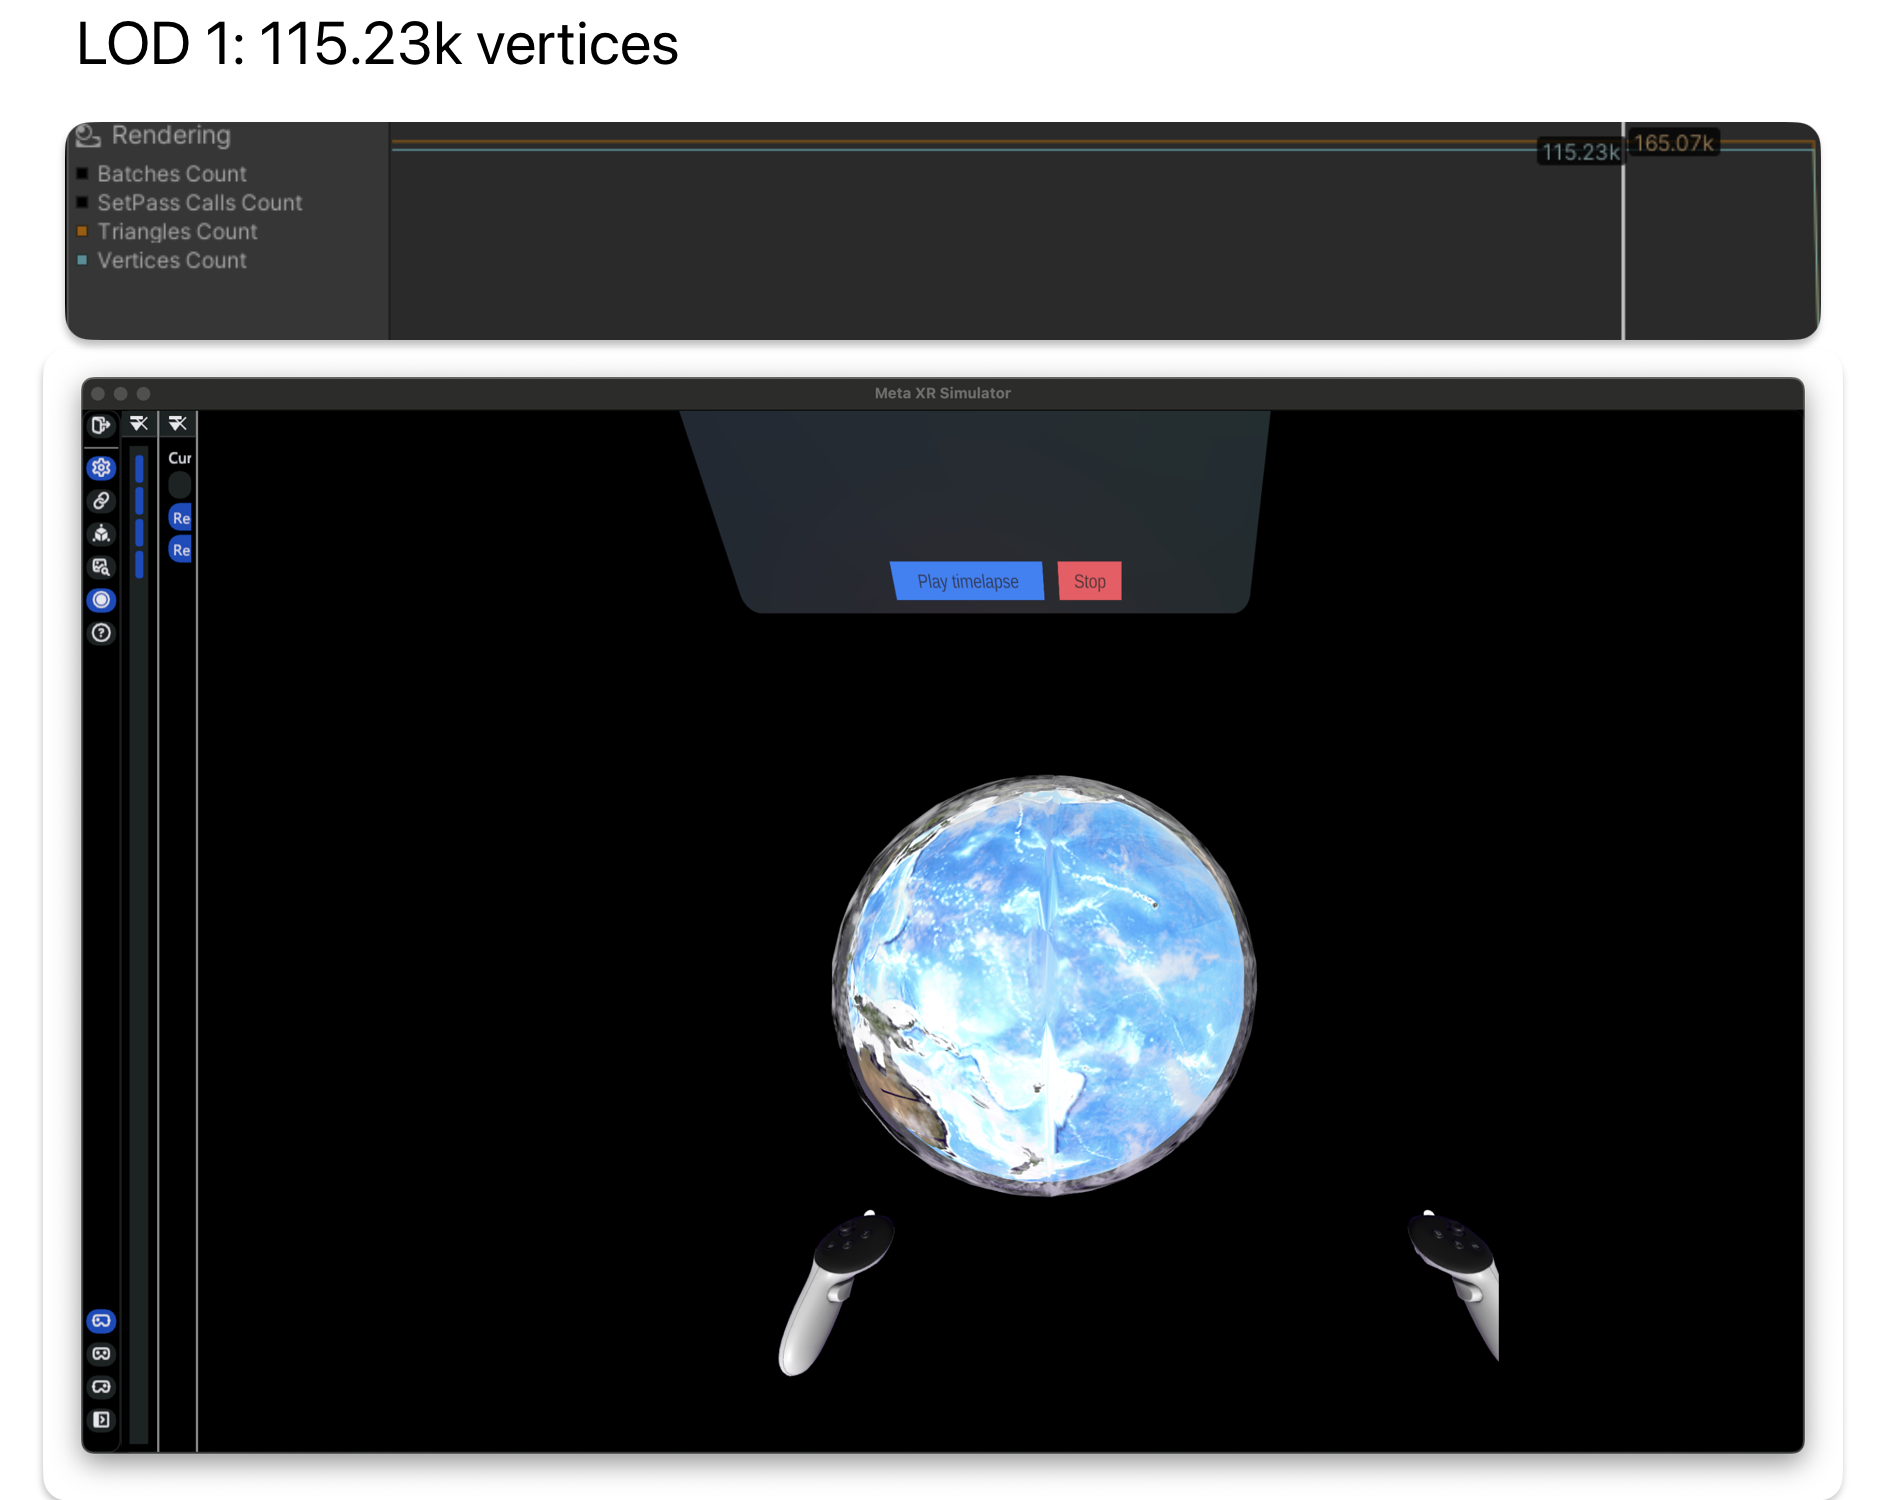 LOD 1: 115.23k vertices
Rendering
Batches Count
SetPass Calls Count
Triangles Count
Vertices Count
115.23k
165.07k
Meta XR Simulator
Cur
Re
Re
Play timelapse
Stop